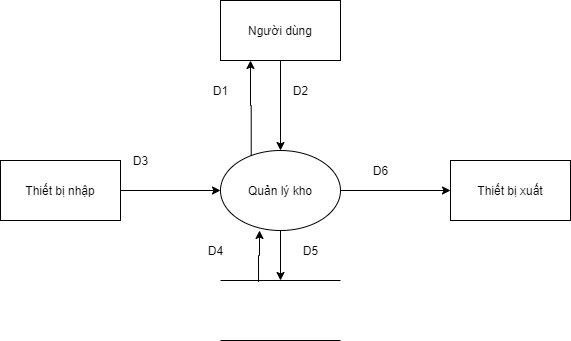 Người dùng
D1
D2
D3
D6
Thiết bị nhập
Quản lý kho
Thiết bị xuất
D4
D5